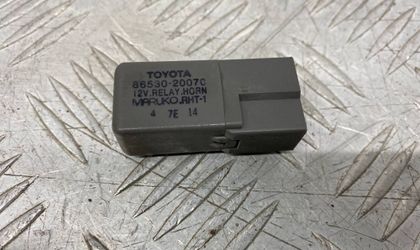 TOYOTA
86530-20070
12V.RELAY.HORN
MARUKO.RHT-1
4 7E 14